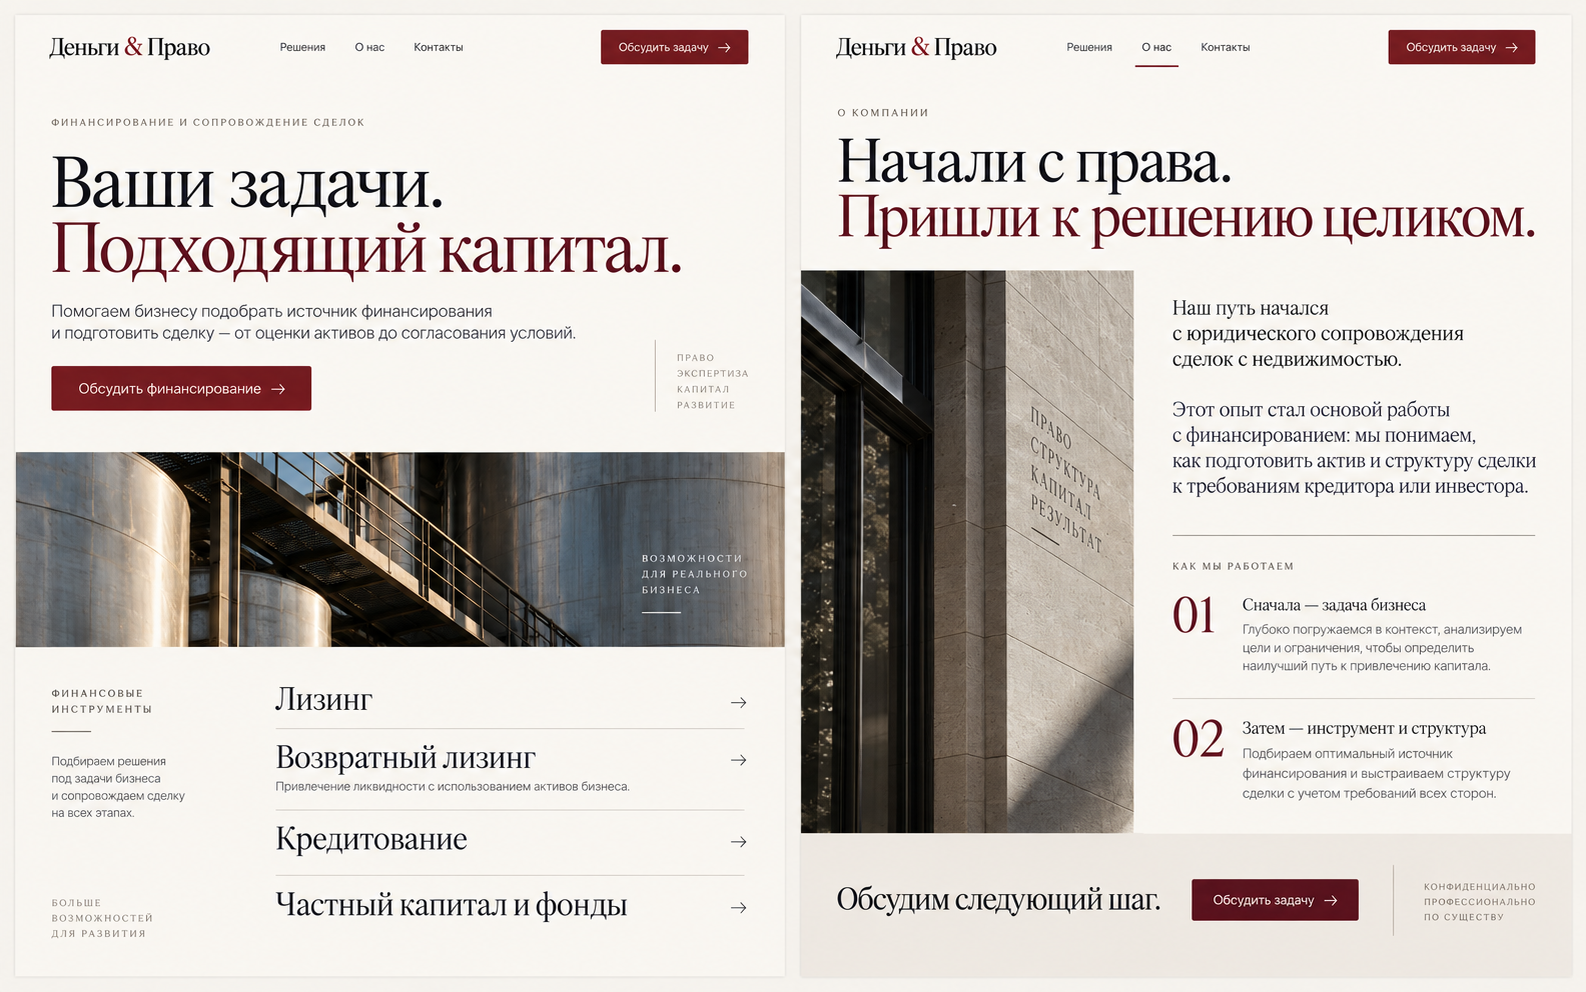 Деньги & Право
Решения
О нас
Контакты
Обсудить задачу →
ФИНАНСИРОВАНИЕ И СОПРОВОЖДЕНИЕ СДЕЛОК
Ваши задачи.
Подходящий капитал.
Помогаем бизнесу подобрать источник финансирования
и подготовить сделку — от оценки активов до согласования условий.
Обсудить финансирование →
ПРАВО
ЭКСПЕРТИЗА
КАПИТАЛ
РАЗВИТИЕ
ВОЗМОЖНОСТИ
ДЛЯ РЕАЛЬНОГО
БИЗНЕСА
ФИНАНСОВЫЕ
ИНСТРУМЕНТЫ
Подбираем решения
под задачи бизнеса
и сопровождаем сделку
на всех этапах.
БОЛЬШЕ
ВОЗМОЖНОСТЕЙ
ДЛЯ РАЗВИТИЯ
Лизинг →
Возвратный лизинг →
Привлечение ликвидности с использованием активов бизнеса.
Кредитование →
Частный капитал и фонды →
Деньги & Право
Решения
О нас
Контакты
Обсудить задачу →
О КОМПАНИИ
Начали с права.
Пришли к решению целиком.
ПРАВО
СТРУКТУРА
КАПИТАЛ
РЕЗУЛЬТАТ
Наш путь начался
с юридического сопровождения
сделок с недвижимостью.
Этот опыт стал основой работы
с финансированием: мы понимаем,
как подготовить актив и структуру сделки
к требованиям кредитора или инвестора.
КАК МЫ РАБОТАЕМ
01
Сначала — задача бизнеса
Глубоко погружаемся в контекст, анализируем
цели и ограничения, чтобы определить
наилучший путь к привлечению капитала.
02
Затем — инструмент и структура
Подбираем оптимальный источник
финансирования и выстраиваем структуру
сделки с учетом требований всех сторон.
Обсудим следующий шаг.
Обсудить задачу →
КОНФИДЕНЦИАЛЬНО
ПРОФЕССИОНАЛЬНО
ПО СУЩЕСТВУ